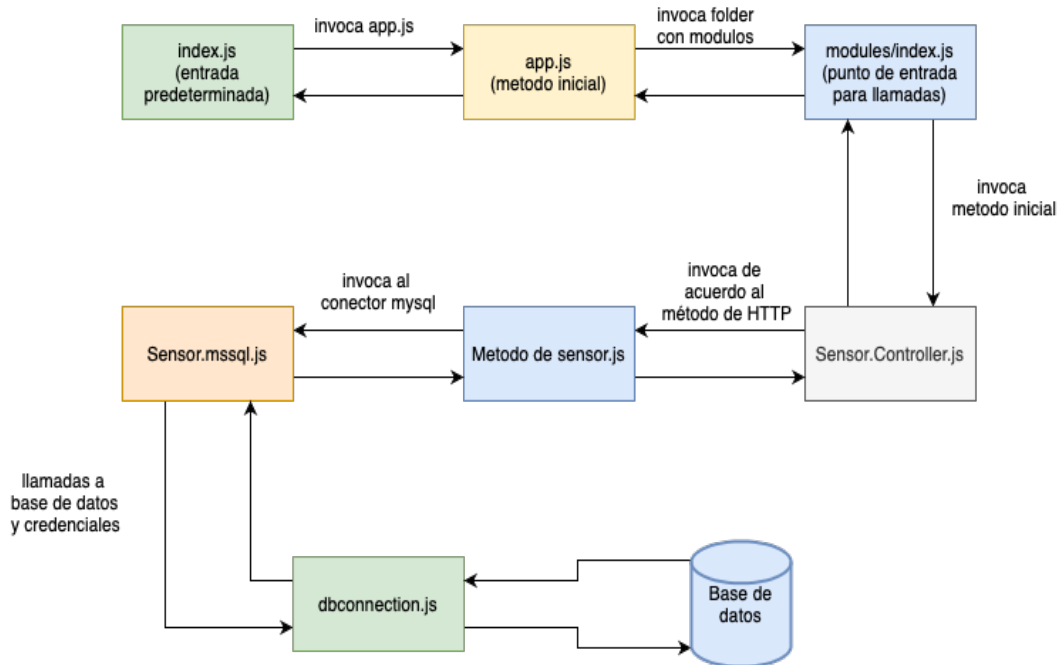 index.js
(entrada
predeterminada)
invoca app.js
app.js
(metodo inicial)
invoca folder
con modulos
modules/index.js
(punto de entrada
para llamadas)
invoca
metodo inicial
Sensor.Controller.js
invoca de
acuerdo al
método de HTTP
Metodo de sensor.js
invoca al
conector mysql
Sensor.mssql.js
llamadas a
base de datos
y credenciales
dbconnection.js
Base de
datos